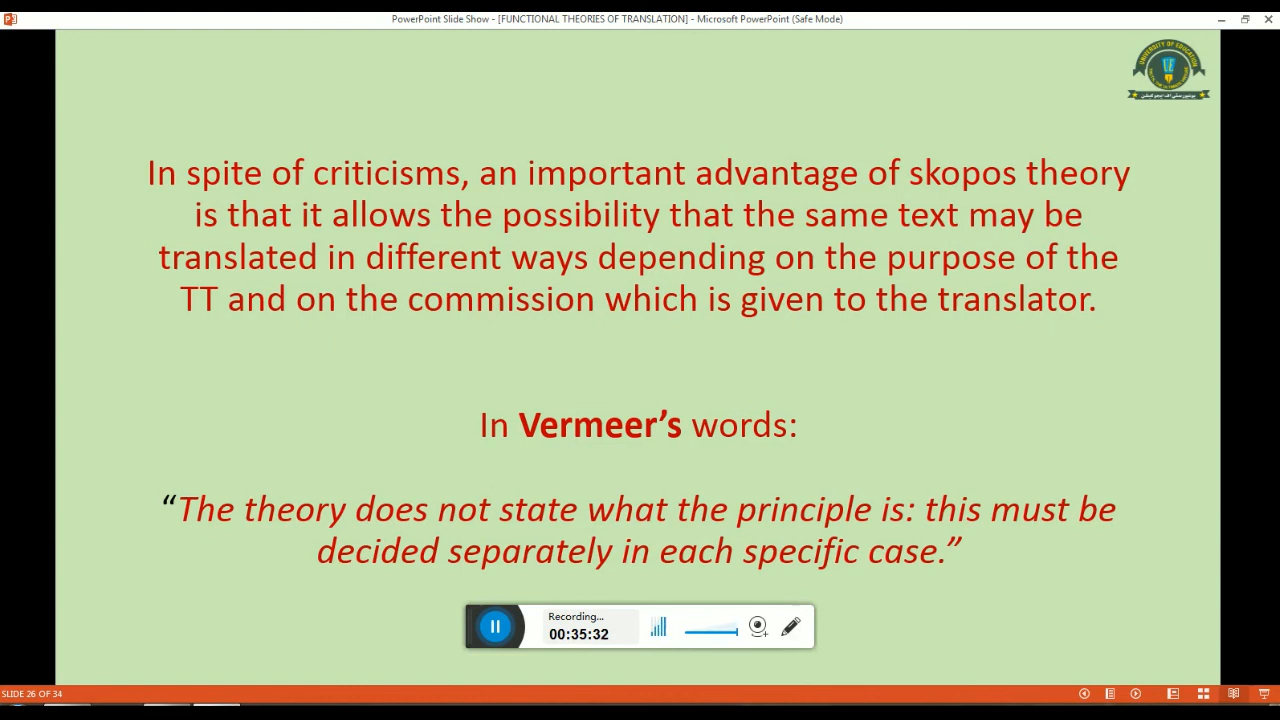 PowerPoint Slide Show - [FUNCTIONAL THEORIES OF TRANSLATION] - Microsoft PowerPoint (Safe Mode)
UNIVERSITY OF EDUCATION
In spite of criticisms, an important advantage of skopos theory
is that it allows the possibility that the same text may be
translated in different ways depending on the purpose of the
TT and on the commission which is given to the translator.
In Vermeer’s words:
“The theory does not state what the principle is: this must be
decided separately in each specific case.”
Recording...
00:35:32
SLIDE 26 OF 34